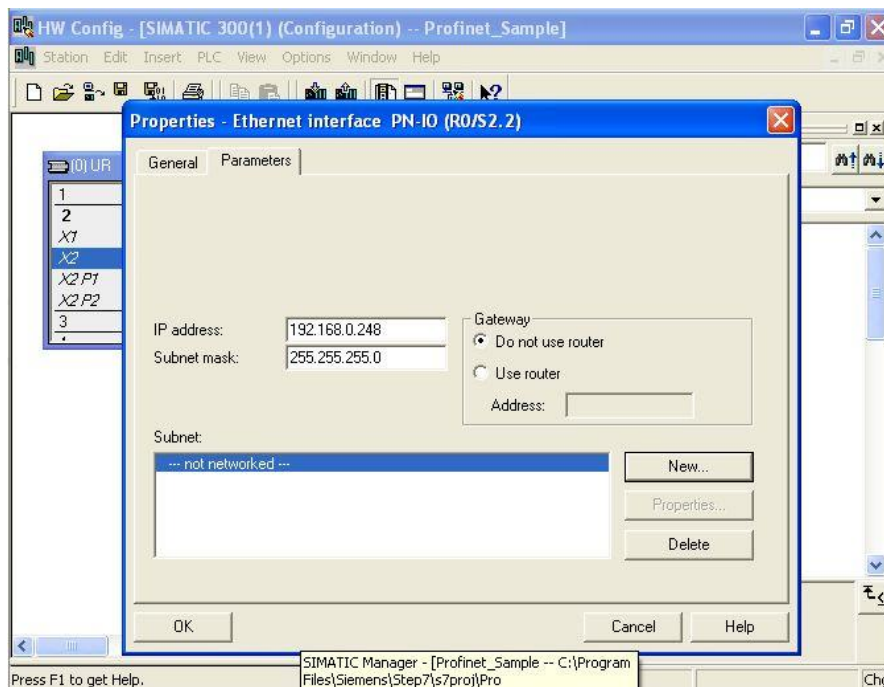 HW Config - [SIMATIC 300(1) (Configuration) -- Profinet_Sample]
Station Edit Insert PLC View Options Window Help
Properties - Ethernet interface PN-IO (R0/S2.2)
General Parameters
(0) UR
1
2
X1
X2
X2 P1
X2 P2
3
IP address: 192.168.0.248
Subnet mask: 255.255.255.0
Gateway
Do not use router
Use router
Address:
Subnet:
--- not networked ---
New...
Properties...
Delete
OK Cancel Help
SIMATIC Manager - [Profinet_Sample -- C:\Program
Files\Siemens\Step7\s7proj\Pro
Press F1 to get Help.